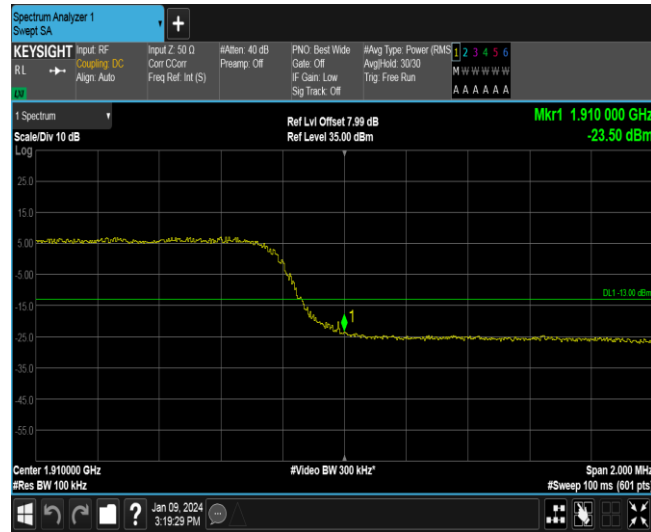 Spectrum Analyzer 1
Swept SA
+
KEYSIGHT
RL
LXI
Input: RF
Coupling: DC
Align: Auto
Input Z: 50 Ω
Corr CCorr
Freq Ref: Int (S)
#Atten: 40 dB
Preamp: Off
PNO: Best Wide
Gate: Off
IF Gain: Low
Sig Track: Off
#Avg Type: Power (RMS
Avg|Hold: 30/30
Trig: Free Run
1 2 3 4 5 6
M W W W W W
A A A A A A
1 Spectrum
Scale/Div 10 dB
Log
Ref Lvl Offset 7.99 dB
Ref Level 35.00 dBm
Mkr1 1.910 000 GHz
-23.50 dBm
25.0
15.0
5.00
-5.00
-15.0
-25.0
-35.0
-45.0
-55.0
DL1 -13.00 dBm
1
Center 1.910000 GHz
#Res BW 100 kHz
#Video BW 300 kHz*
Span 2.000 MHz
#Sweep 100 ms (601 pts)
?
Jan 09, 2024
3:19:29 PM